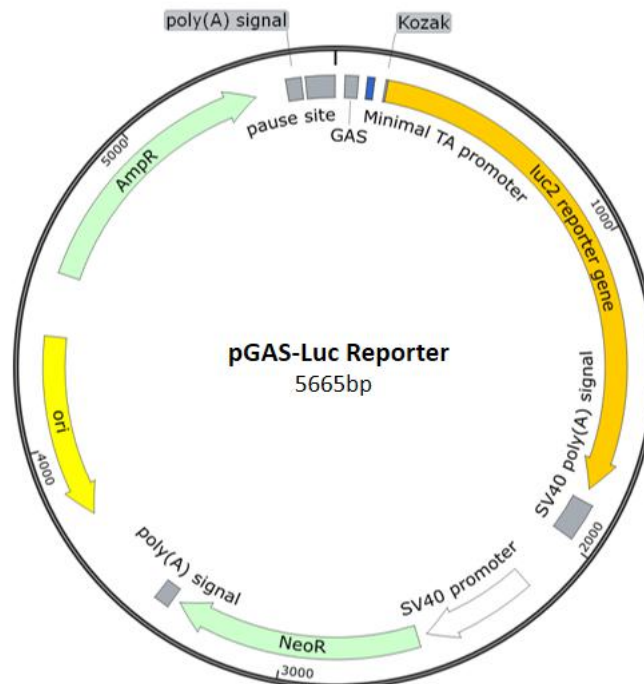 poly(A) signal
Kozak
pause site
GAS
Minimal TA promoter
luc2 reporter gene
1000
5000
AmpR
pGAS-Luc Reporter
5665bp
ori
4000
SV40 poly(A) signal
2000
SV40 promoter
poly(A) signal
NeoR
3000